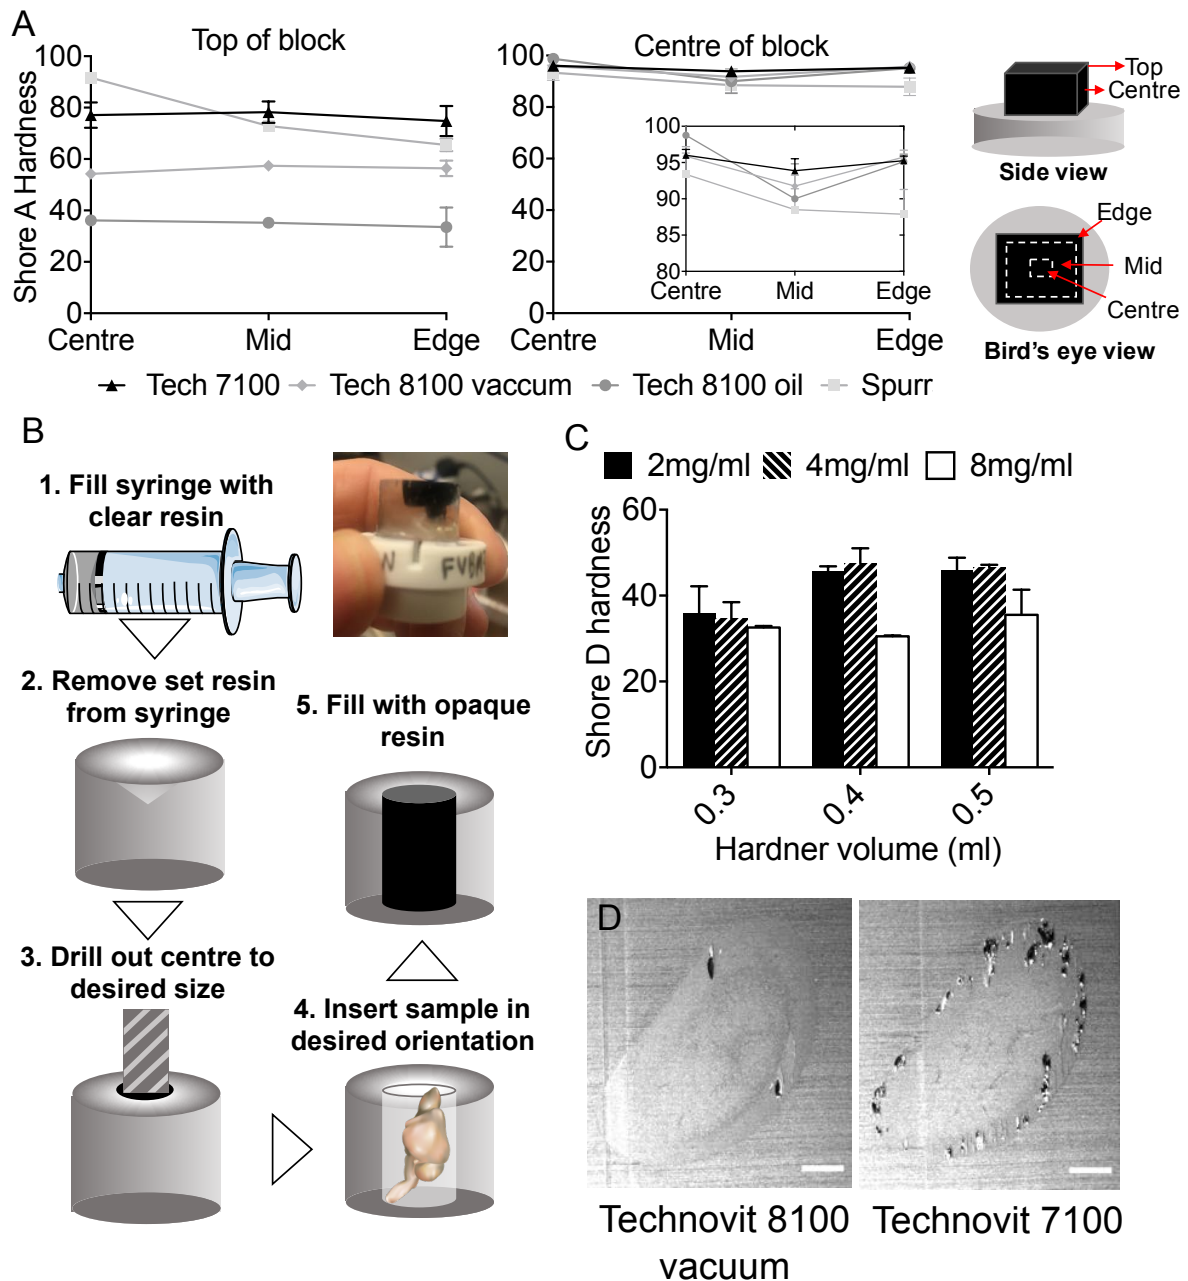 A
Top of block
Centre of block
Shore A Hardness
100
80
60
40
20
0
Centre
Mid
Edge
100
80
60
40
20
0
Centre
Mid
Edge
100
95
90
85
80
Centre
Mid
Edge
Top
Centre
Side view
Edge
Mid
Centre
Bird's eye view
Tech 7100
Tech 8100 vaccum
Tech 8100 oil
Spurr
B
1. Fill syringe with
clear resin
N FVB
2. Remove set resin
from syringe
3. Drill out centre to
desired size
4. Insert sample in
desired orientation
5. Fill with opaque
resin
C
2mg/ml
4mg/ml
8mg/ml
Shore D hardness
60
40
20
0
0.3
0.4
0.5
Hardner volume (ml)
D
Technovit 8100
vacuum
Technovit 7100